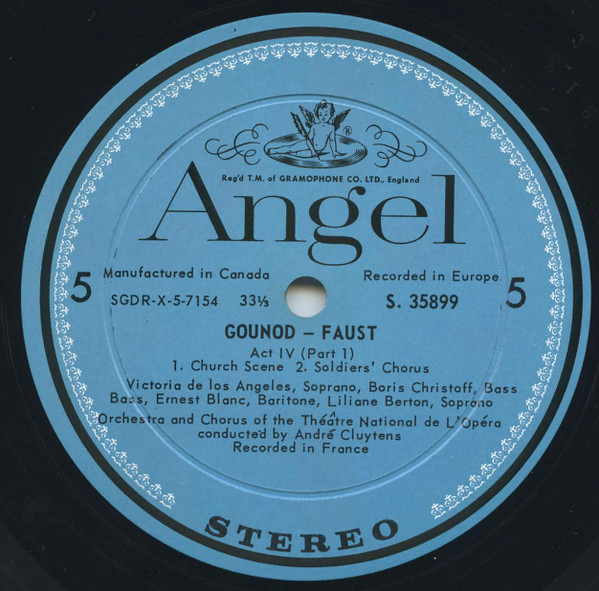 ®
Reg'd T.M. of GRAMOPHONE CO. LTD., England
Angel
5 Manufactured in Canada Recorded in Europe 5
SGDR-X-5-7154 33⅓ S. 35899
GOUNOD – FAUST
Act IV (Part 1)
1. Church Scene 2. Soldiers' Chorus
Victoria de los Angeles, Soprano, Boris Christoff, Bass
Bass, Ernest Blanc, Baritone, Liliane Berton, Soprano
Orchestra and Chorus of the Théâtre National de L'Opéra
conducted by André Cluytens
Recorded in France
STEREO